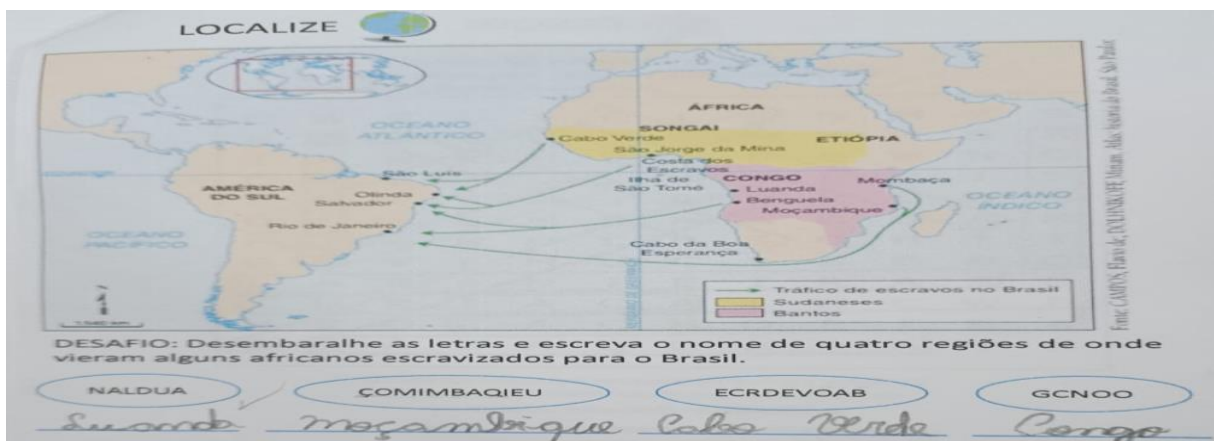 LOCALIZE
ÁFRICA
OCEANO
ATLÂNTICO
SONGAI
Cabo Verde
ETIÓPIA
São Jorge da Mina
Costa dos
Escravos
São Luís
CONGO
Mombaça
Ilha de
São Tomé
AMÉRICA
DO SUL
Olinda
Luanda
OCEANO
ÍNDICO
Salvador
Benguela
Moçambique
Rio de Janeiro
OCEANO
PACÍFICO
Cabo da Boa
Esperança
Tráfico de escravos no Brasil
Sudaneses
Bantos
DESAFIO: Desembaralhe as letras e escreva o nome de quatro regiões de onde
vieram alguns africanos escravizados para o Brasil.
NALDUA ÇOMIMBAQIEU ECRDEVOAB GCNOO
Luanda moçambique Cabo Verde Congo